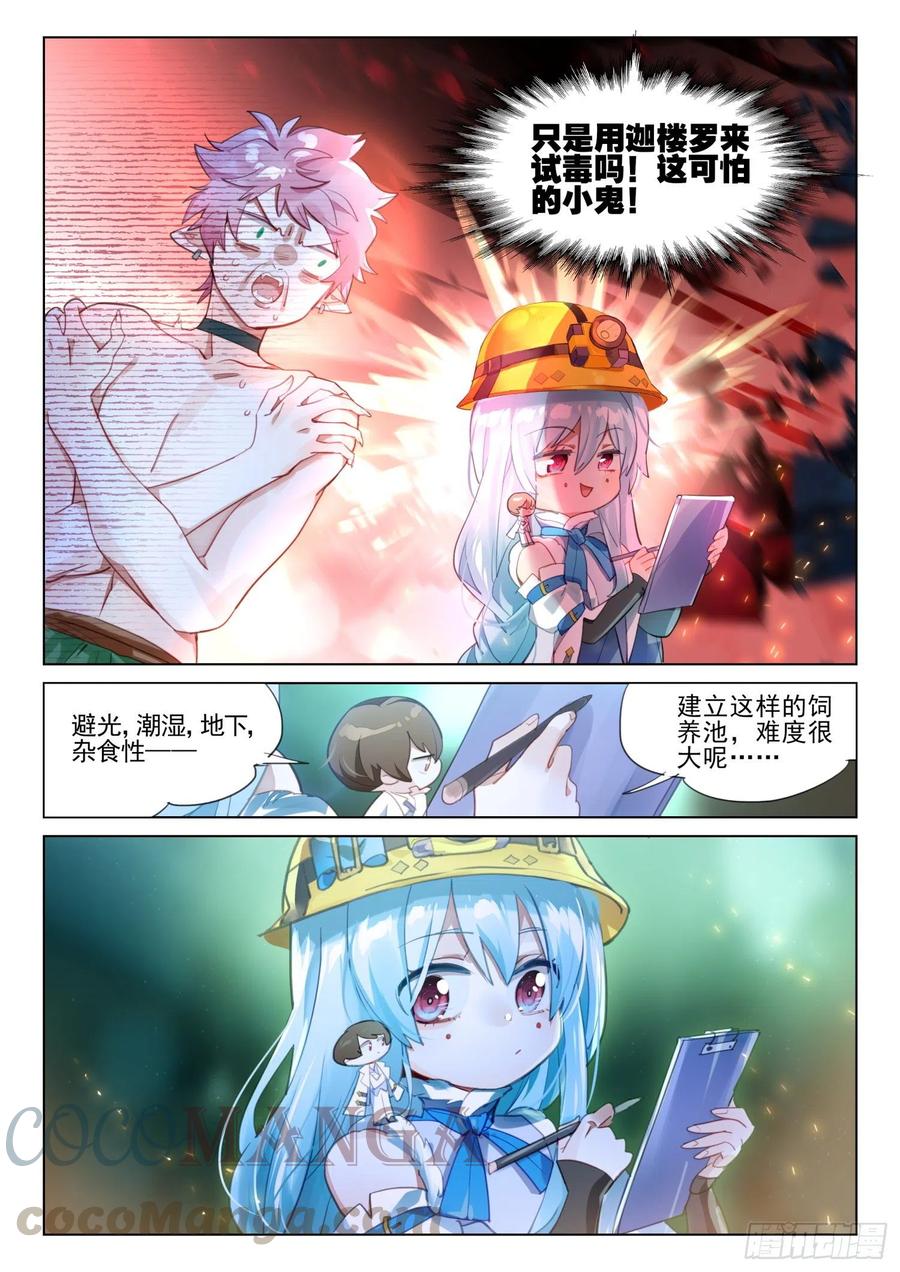 只是用迦楼罗来
试毒吗！这可怕
的小鬼！
避光，潮湿，地下，
杂食性——
建立这样的饲
养池，难度很
大呢……
COCOMANGA
cocoManga.com
腾讯动漫